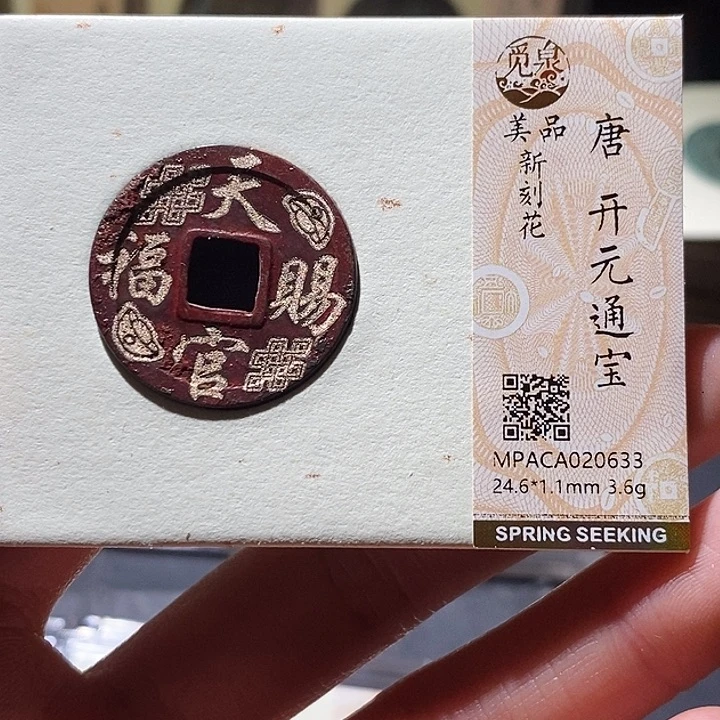 天
賜
官
福
觅泉
美品
新刻花
唐 开元通宝
MPACA020633
24.6*1.1mm 3.6g
SPRING SEEKING